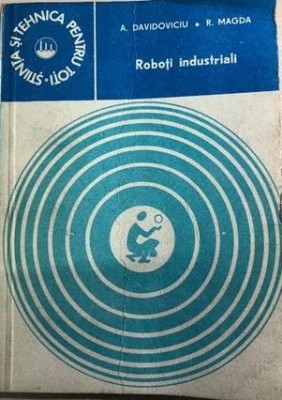 A. DAVIDOVICIU • R. MAGDA
ȘTIINȚA ȘI TEHNICA PENTRU TOȚI •
Roboți industriali